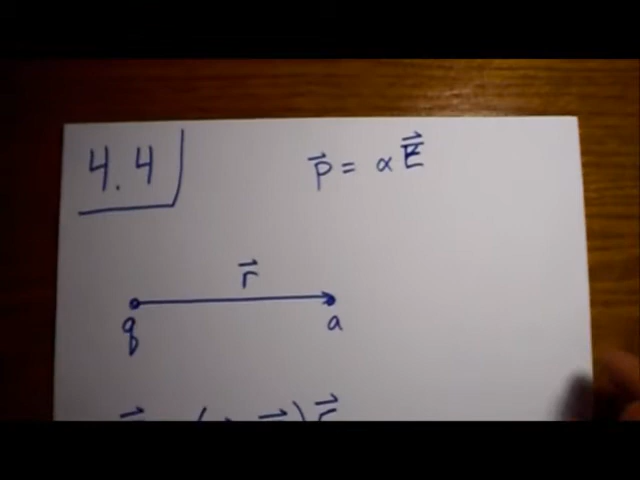 4.4
p⃗ = α E⃗
r⃗
q a